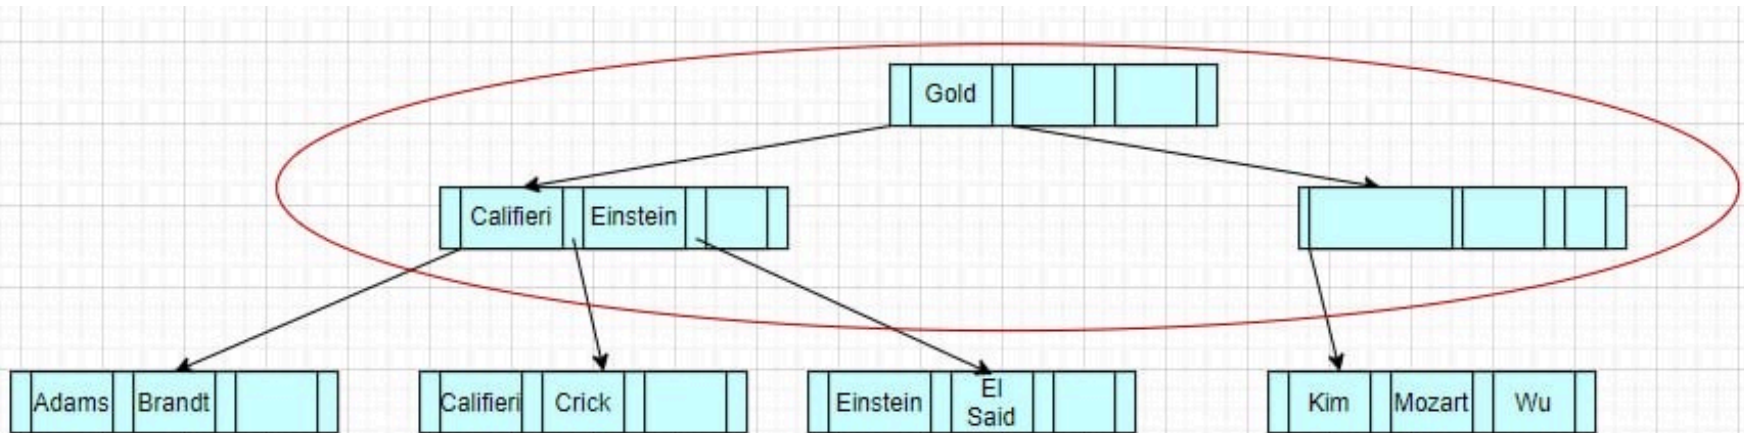 Gold
Califieri Einstein
Adams Brandt Califieri Crick Einstein El Said Kim Mozart Wu